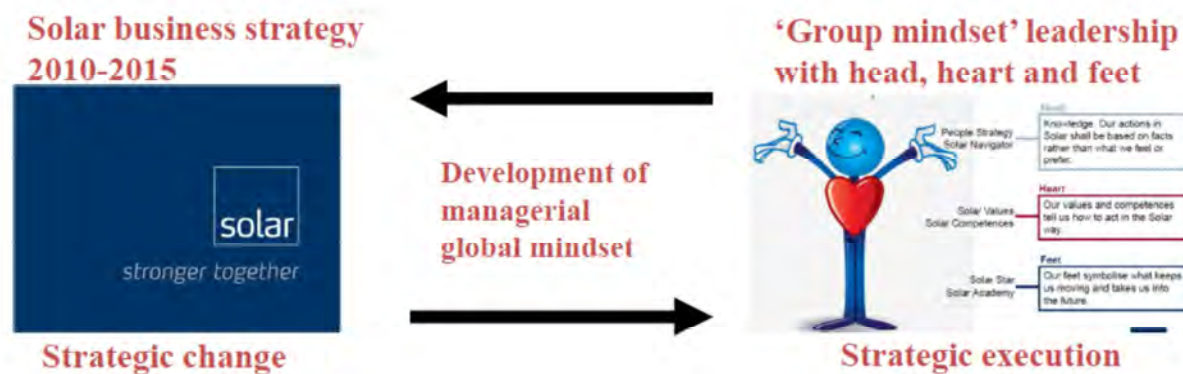 Solar business strategy
2010-2015
solar
stronger together
Strategic change
Development of
managerial
global mindset
‘Group mindset’ leadership
with head, heart and feet
People Strategy
Solar Navigator
Head
Knowledge. Our actions in
Solar shall be based on facts
rather than what we feel or
prefer.
Solar Values
Solar Competences
Heart
Our values and competences
tell us how to act in the Solar
way.
Solar Star
Solar Academy
Feet
Our feet symbolise what keeps
us moving and takes us into
the future.
Strategic execution